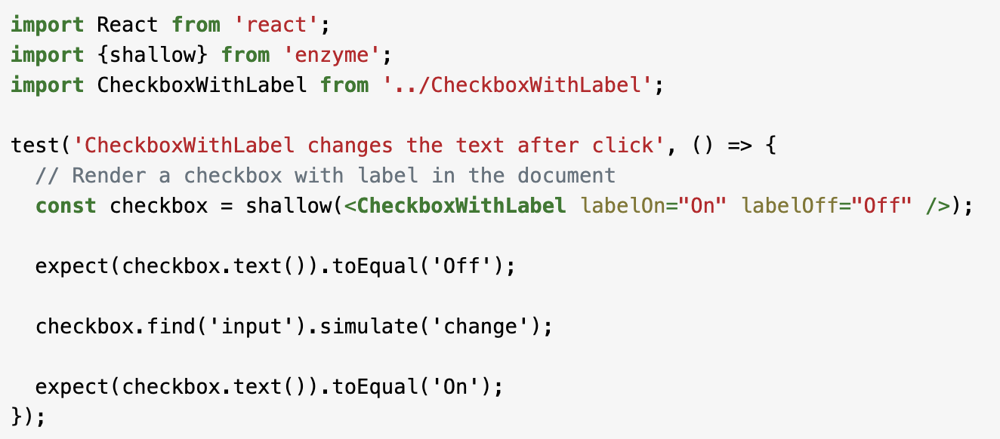 import React from 'react';
import {shallow} from 'enzyme';
import CheckboxWithLabel from '../CheckboxWithLabel';

test('CheckboxWithLabel changes the text after click', () => {
  // Render a checkbox with label in the document
  const checkbox = shallow(<CheckboxWithLabel labelOn="On" labelOff="Off" />);

  expect(checkbox.text()).toEqual('Off');

  checkbox.find('input').simulate('change');

  expect(checkbox.text()).toEqual('On');
});